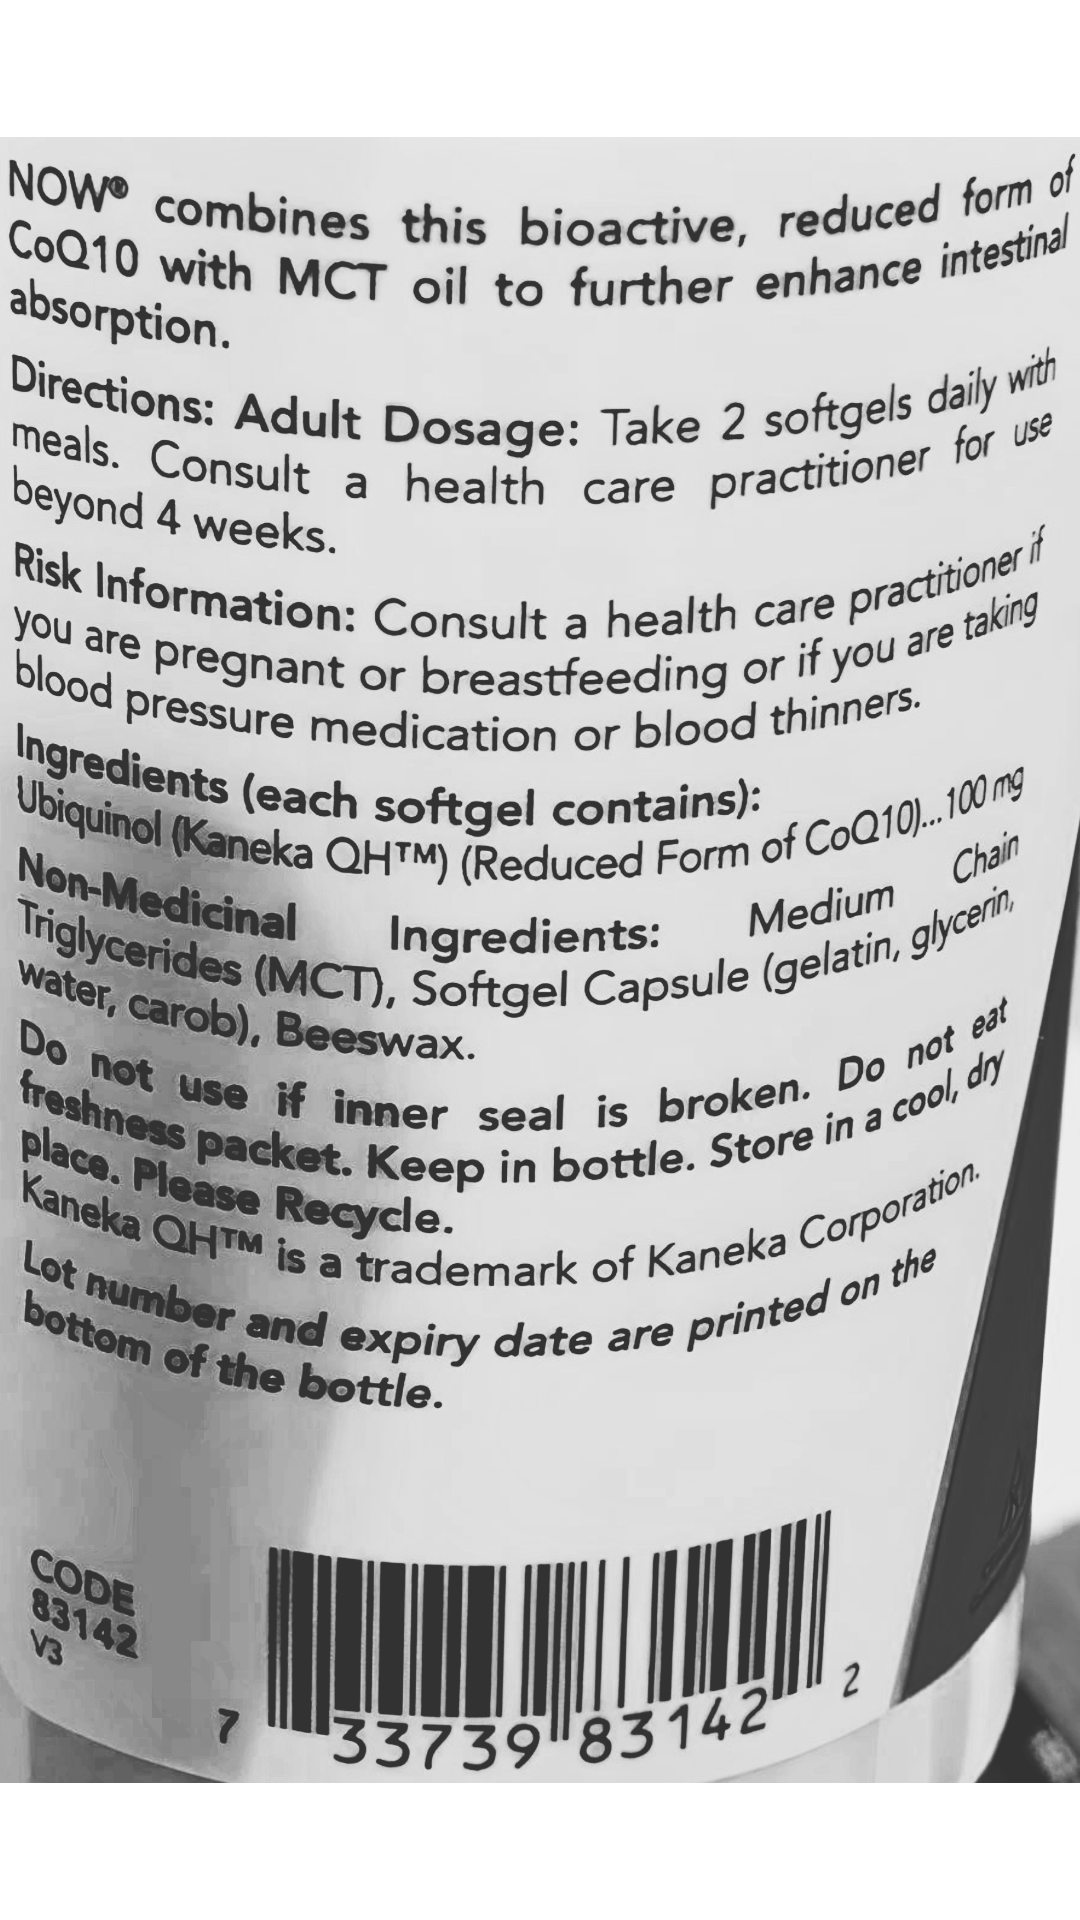 NOW® combines this bioactive, reduced form of
CoQ10 with MCT oil to further enhance intestinal
absorption.
Directions: Adult Dosage: Take 2 softgels daily with
meals. Consult a health care practitioner for use
beyond 4 weeks.
Risk Information: Consult a health care practitioner if
you are pregnant or breastfeeding or if you are taking
blood pressure medication or blood thinners.
Ingredients (each softgel contains):
Ubiquinol (Kaneka QH™) (Reduced Form of CoQ10)...100 mg
Non-Medicinal Ingredients: Medium Chain
Triglycerides (MCT), Softgel Capsule (gelatin, glycerin,
water, carob), Beeswax.
Do not use if inner seal is broken. Do not eat
freshness packet. Keep in bottle. Store in a cool, dry
place. Please Recycle.
Kaneka QH™ is a trademark of Kaneka Corporation.
Lot number and expiry date are printed on the
bottom of the bottle.
CODE
83142
V3
7 33739 83142 2